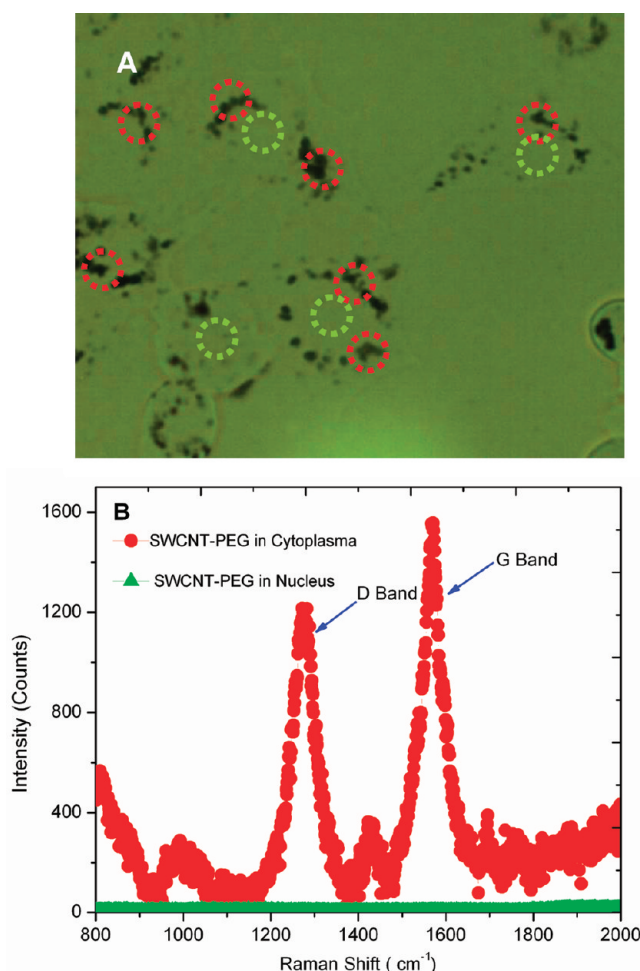 A
B
SWCNT-PEG in Cytoplasma
SWCNT-PEG in Nucleus
D Band
G Band
Intensity (Counts)
1600
1200
800
400
0
800 1000 1200 1400 1600 1800 2000
Raman Shift ( cm-1)